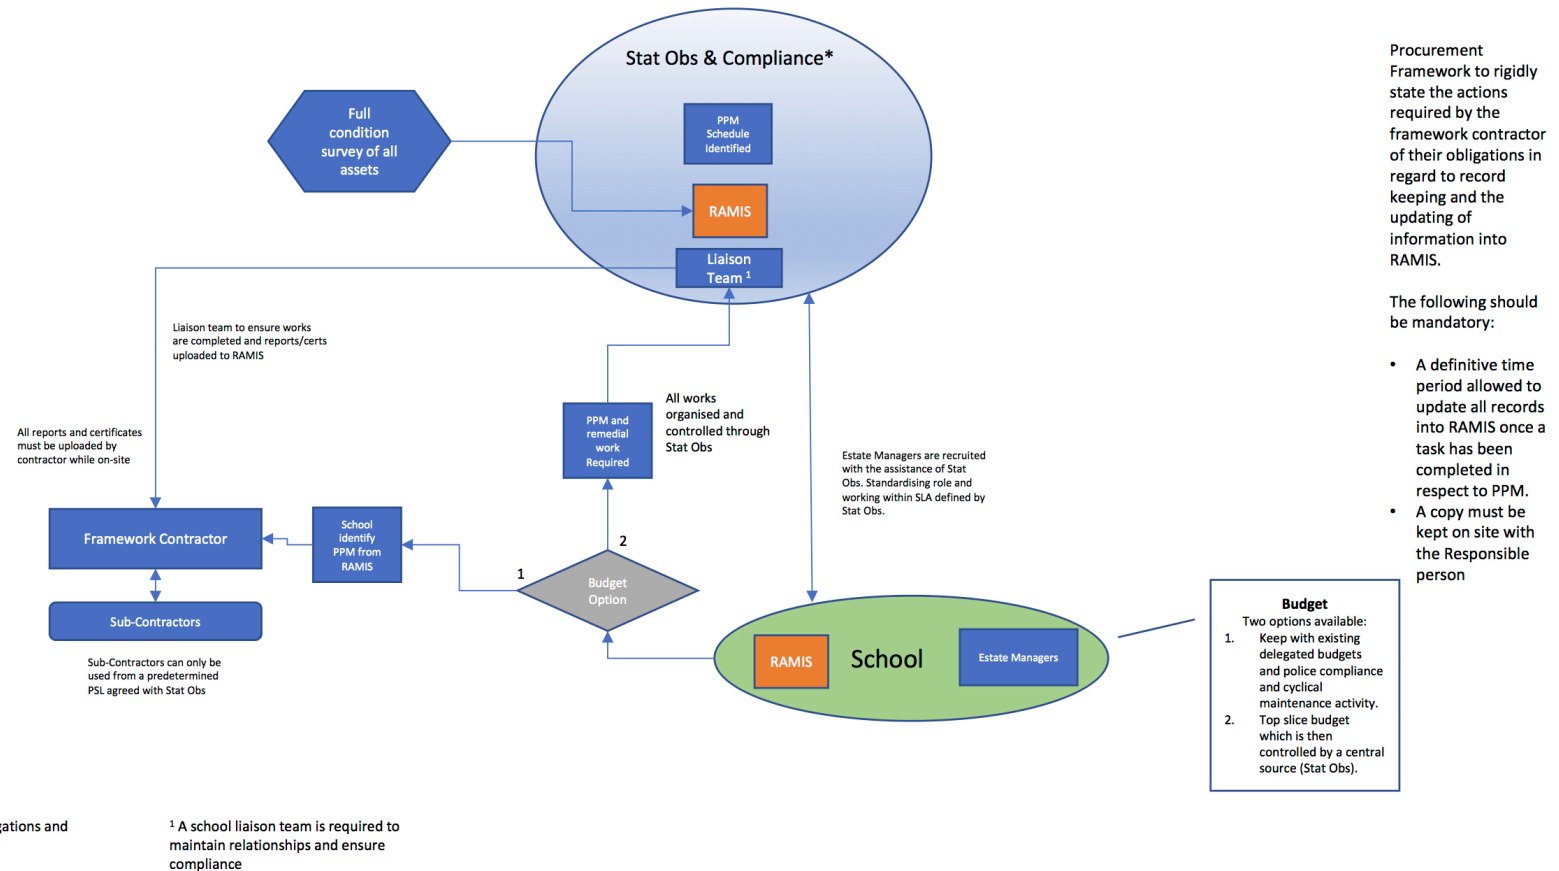 Stat Obs & Compliance*
Full
condition
survey of all
assets
PPM
Schedule
Identified
RAMIS
Liaison
Team 1
Liaison team to ensure works
are completed and reports/certs
uploaded to RAMIS
All reports and certificates
must be uploaded by
contractor while on-site
PPM and
remedial
work
Required
All works
organised and
controlled through
Stat Obs
Estate Managers are recruited
with the assistance of Stat
Obs. Standardising role and
working within SLA defined by
Stat Obs.
Framework Contractor
School
identify
PPM from
RAMIS
1
2
Budget
Option
Sub-Contractors
Sub-Contractors can only be
used from a predetermined
PSL agreed with Stat Obs
RAMIS
School
Estate Managers
Procurement
Framework to rigidly
state the actions
required by the
framework contractor
of their obligations in
regard to record
keeping and the
updating of
information into
RAMIS.
The following should
be mandatory:
• A definitive time
period allowed to
update all records
into RAMIS once a
task has been
completed in
respect to PPM.
• A copy must be
kept on site with
the Responsible
person
Budget
Two options available:
1. Keep with existing
delegated budgets
and police compliance
and cyclical
maintenance activity.
2. Top slice budget
which is then
controlled by a central
source (Stat Obs).
gations and
1 A school liaison team is required to
maintain relationships and ensure
compliance